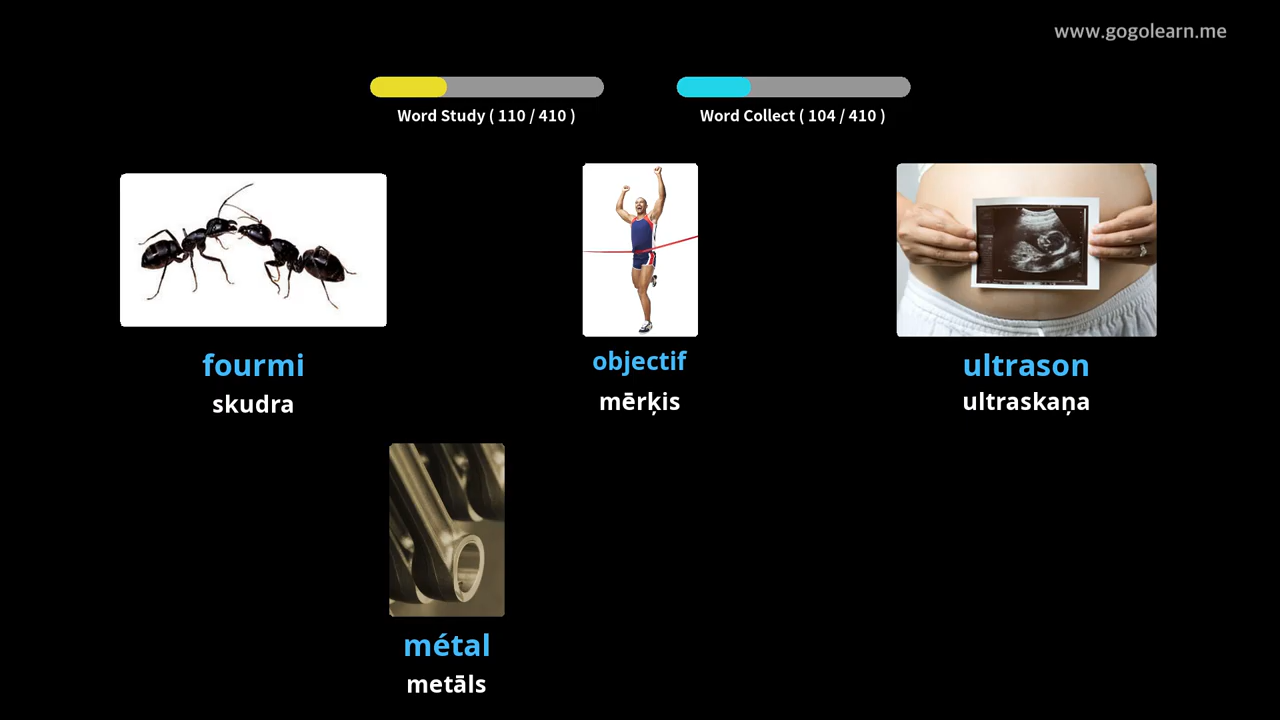 www.gogolearn.me
Word Study ( 110 / 410 )
Word Collect ( 104 / 410 )
fourmi
skudra
objectif
mērķis
ultrason
ultraskaņa
métal
metāls